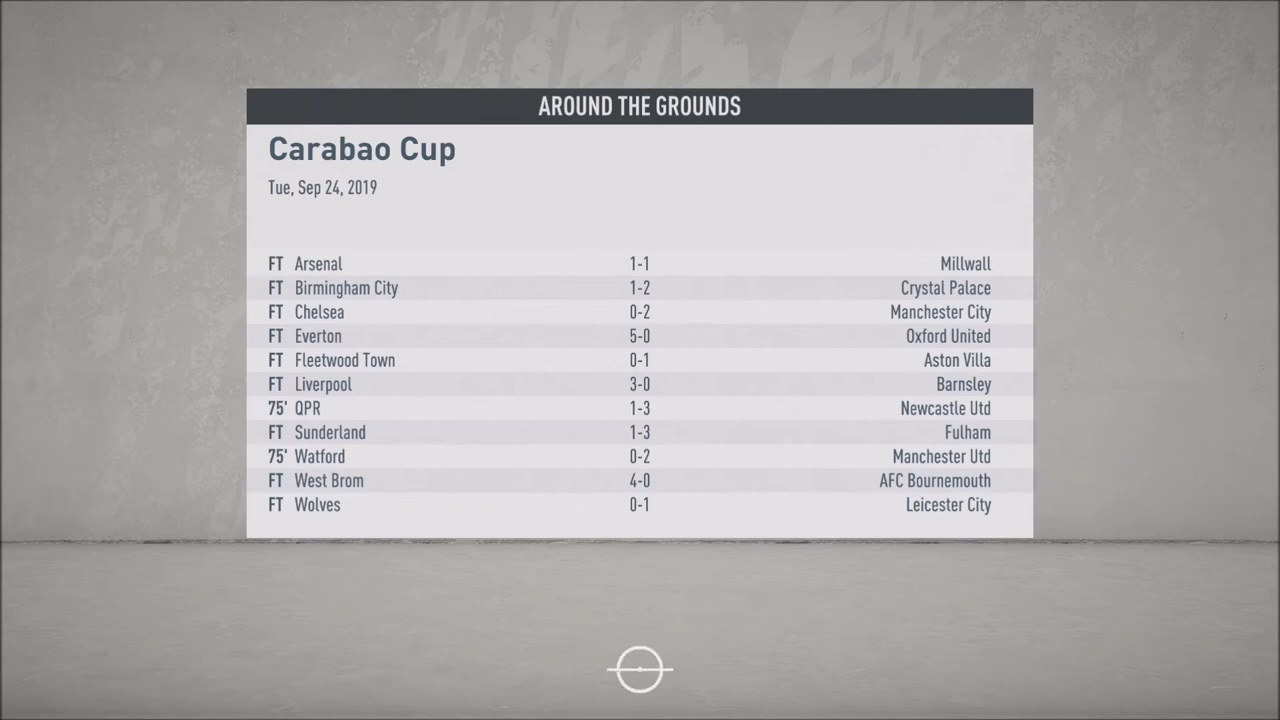 AROUND THE GROUNDS
Carabao Cup
Tue, Sep 24, 2019
FT Arsenal 1-1 Millwall
FT Birmingham City 1-2 Crystal Palace
FT Chelsea 0-2 Manchester City
FT Everton 5-0 Oxford United
FT Fleetwood Town 0-1 Aston Villa
FT Liverpool 3-0 Barnsley
75' QPR 1-3 Newcastle Utd
FT Sunderland 1-3 Fulham
75' Watford 0-2 Manchester Utd
FT West Brom 4-0 AFC Bournemouth
FT Wolves 0-1 Leicester City